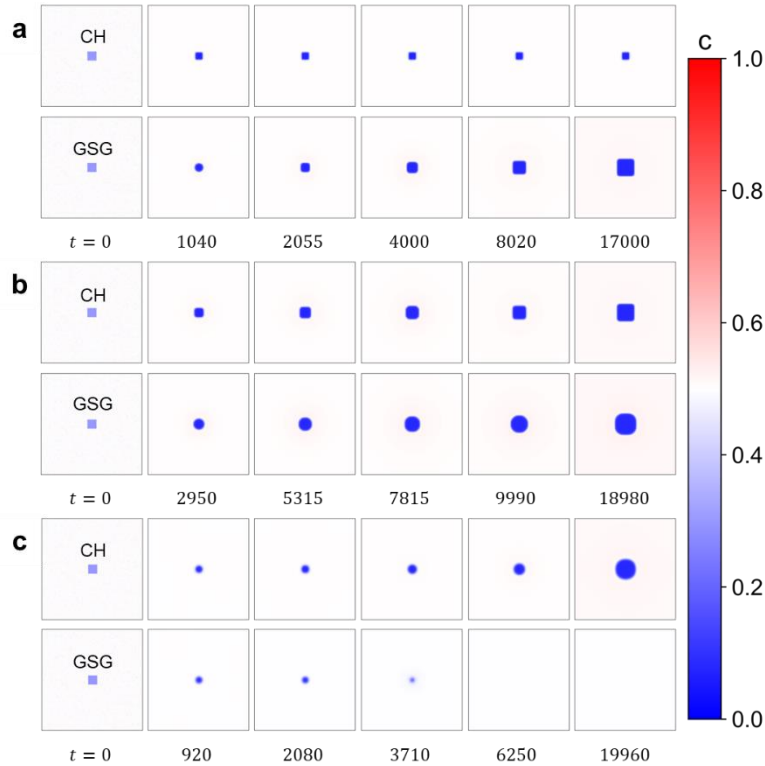 a
CH
C
1.0
GSG
0.8
t = 0 1040 2055 4000 8020 17000
b
CH
0.6
GSG
0.4
t = 0 2950 5315 7815 9990 18980
c
CH
0.2
GSG
0.0
t = 0 920 2080 3710 6250 19960